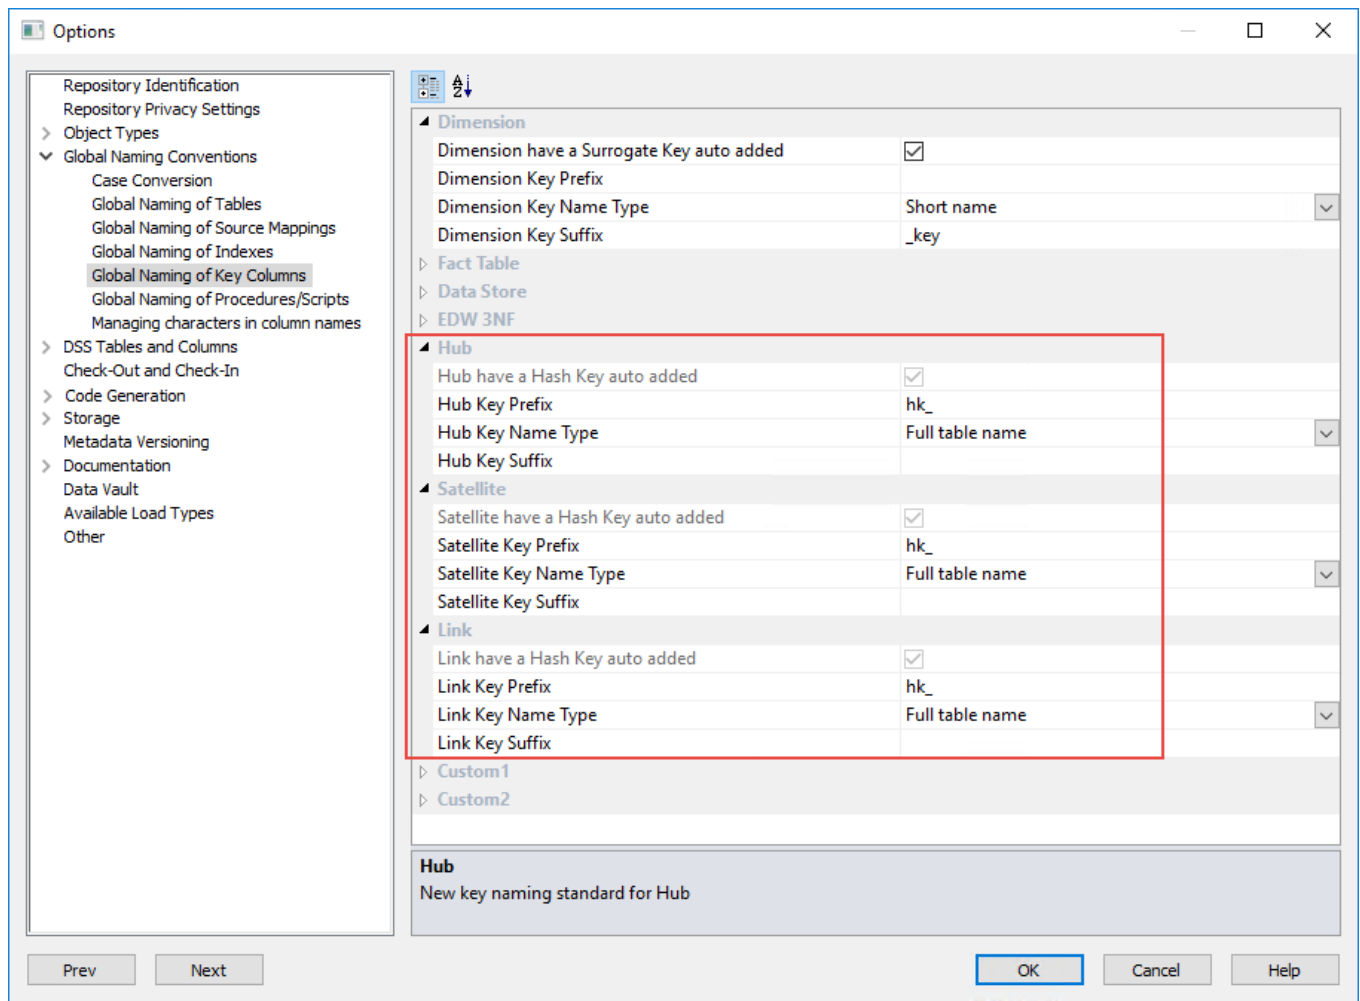 Options
Repository Identification
Repository Privacy Settings
Object Types
Global Naming Conventions
Case Conversion
Global Naming of Tables
Global Naming of Source Mappings
Global Naming of Indexes
Global Naming of Key Columns
Global Naming of Procedures/Scripts
Managing characters in column names
DSS Tables and Columns
Check-Out and Check-In
Code Generation
Storage
Metadata Versioning
Documentation
Data Vault
Available Load Types
Other
A
Z
Dimension
Dimension have a Surrogate Key auto added
Dimension Key Prefix
Dimension Key Name Type Short name
Dimension Key Suffix _key
Fact Table
Data Store
EDW 3NF
Hub
Hub have a Hash Key auto added
Hub Key Prefix hk_
Hub Key Name Type Full table name
Hub Key Suffix
Satellite
Satellite have a Hash Key auto added
Satellite Key Prefix hk_
Satellite Key Name Type Full table name
Satellite Key Suffix
Link
Link have a Hash Key auto added
Link Key Prefix hk_
Link Key Name Type Full table name
Link Key Suffix
Custom1
Custom2
Hub
New key naming standard for Hub
Prev Next OK Cancel Help